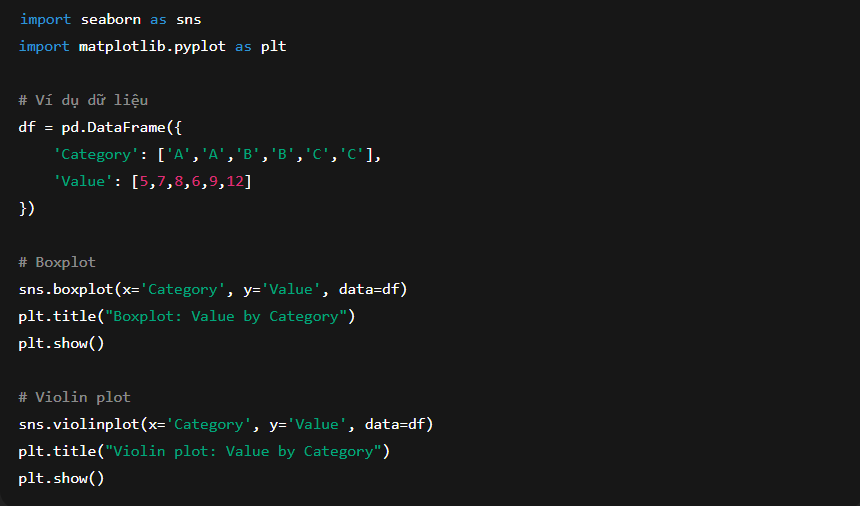 import seaborn as sns
import matplotlib.pyplot as plt
# Ví dụ dữ liệu
df = pd.DataFrame({
    'Category': ['A','A','B','B','C','C'],
    'Value': [5,7,8,6,9,12]
})
# Boxplot
sns.boxplot(x='Category', y='Value', data=df)
plt.title("Boxplot: Value by Category")
plt.show()
# Violin plot
sns.violinplot(x='Category', y='Value', data=df)
plt.title("Violin plot: Value by Category")
plt.show()